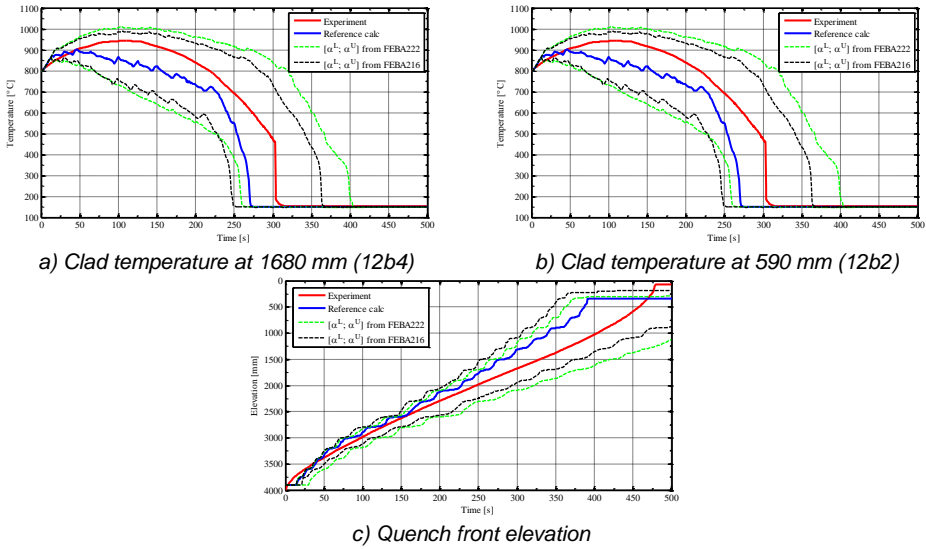 1100
1000
900
800
700
600
500
400
300
200
100
Temperature [°C]
Experiment
Reference calc
[α^L; α^U] from FEBA222
[α^L; α^U] from FEBA216
0 50 100 150 200 250 300 350 400 450 500
Time [s]
a) Clad temperature at 1680 mm (12b4)
1100
1000
900
800
700
600
500
400
300
200
100
Temperature [°C]
Experiment
Reference calc
[α^L; α^U] from FEBA222
[α^L; α^U] from FEBA216
0 50 100 150 200 250 300 350 400 450 500
Time [s]
b) Clad temperature at 590 mm (12b2)
0
500
1000
1500
2000
2500
3000
3500
4000
Elevation [mm]
Experiment
Reference calc
[α^L; α^U] from FEBA222
[α^L; α^U] from FEBA216
0 50 100 150 200 250 300 350 400 450 500
Time [s]
c) Quench front elevation